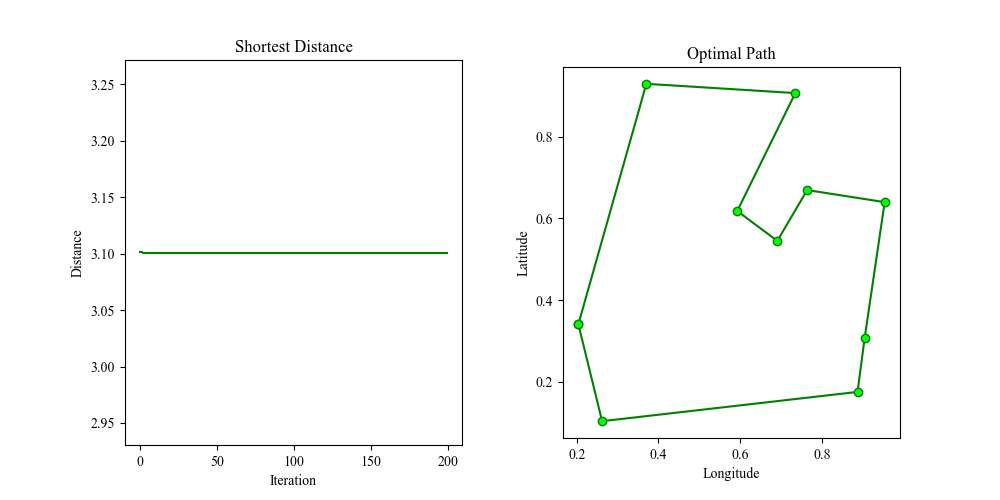 Shortest Distance
3.25
3.20
3.15
3.10
3.05
3.00
2.95
Distance
0 50 100 150 200
Iteration
Optimal Path
0.8
0.6
0.4
0.2
Latitude
0.2 0.4 0.6 0.8
Longitude